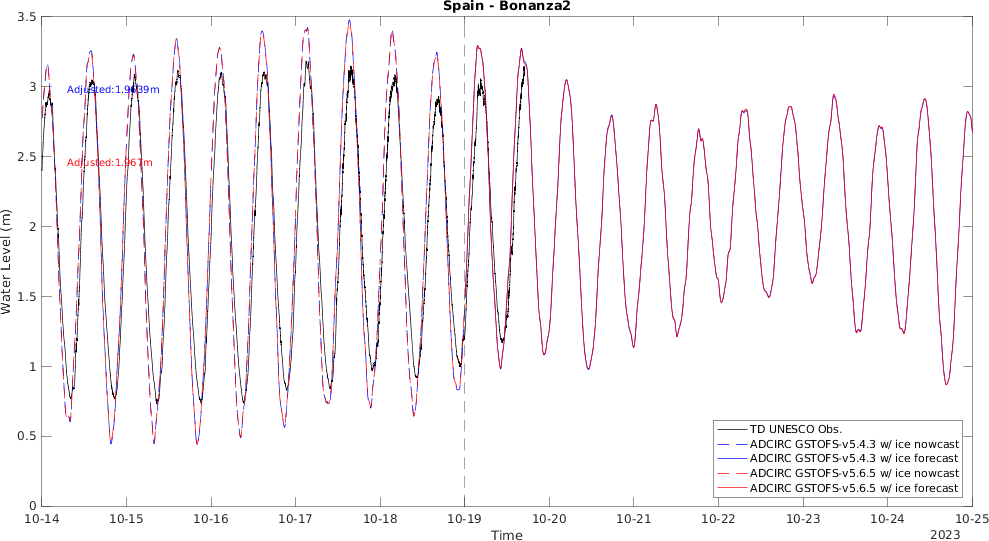 Spain - Bonanza2
3.5
3
2.5
2
1.5
1
0.5
0
Water Level (m)
Adjusted:1.9639m
Adjusted:1.967m
TD UNESCO Obs.
ADCIRC GSTOFS-v5.4.3 w/ ice nowcast
ADCIRC GSTOFS-v5.4.3 w/ ice forecast
ADCIRC GSTOFS-v5.6.5 w/ ice nowcast
ADCIRC GSTOFS-v5.6.5 w/ ice forecast
10-14 10-15 10-16 10-17 10-18 10-19 10-20 10-21 10-22 10-23 10-24 10-25
Time
2023